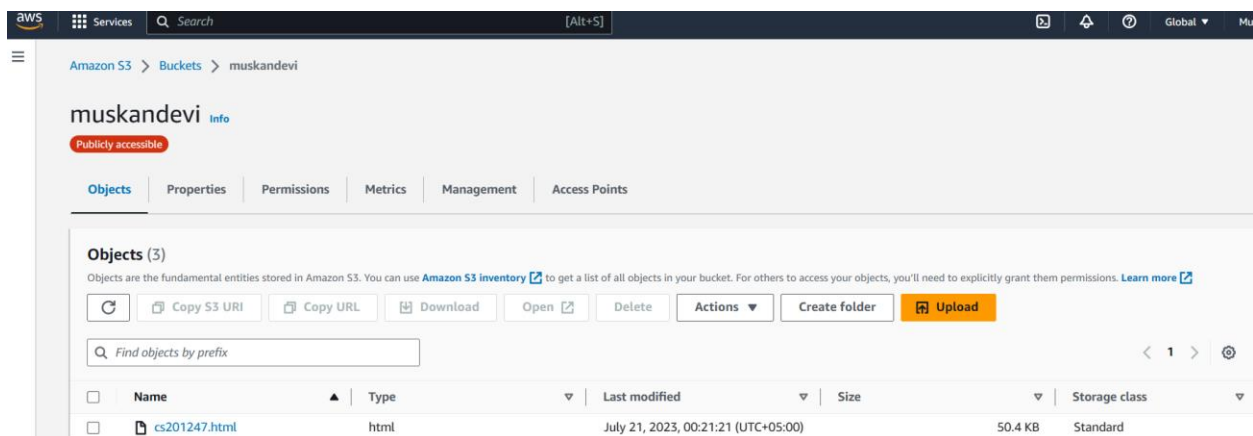 aws Services Search [Alt+S] Global ▼ Mu
Amazon S3 > Buckets > muskandevi
muskandevi Info
Publicly accessible
Objects Properties Permissions Metrics Management Access Points
Objects (3)
Objects are the fundamental entities stored in Amazon S3. You can use Amazon S3 inventory to get a list of all objects in your bucket. For others to access your objects, you'll need to explicitly grant them permissions. Learn more
Copy S3 URI Copy URL Download Open Delete Actions ▼ Create folder Upload
Find objects by prefix < 1 >
Name ▲ Type Last modified Size Storage class
cs201247.html html July 21, 2023, 00:21:21 (UTC+05:00) 50.4 KB Standard